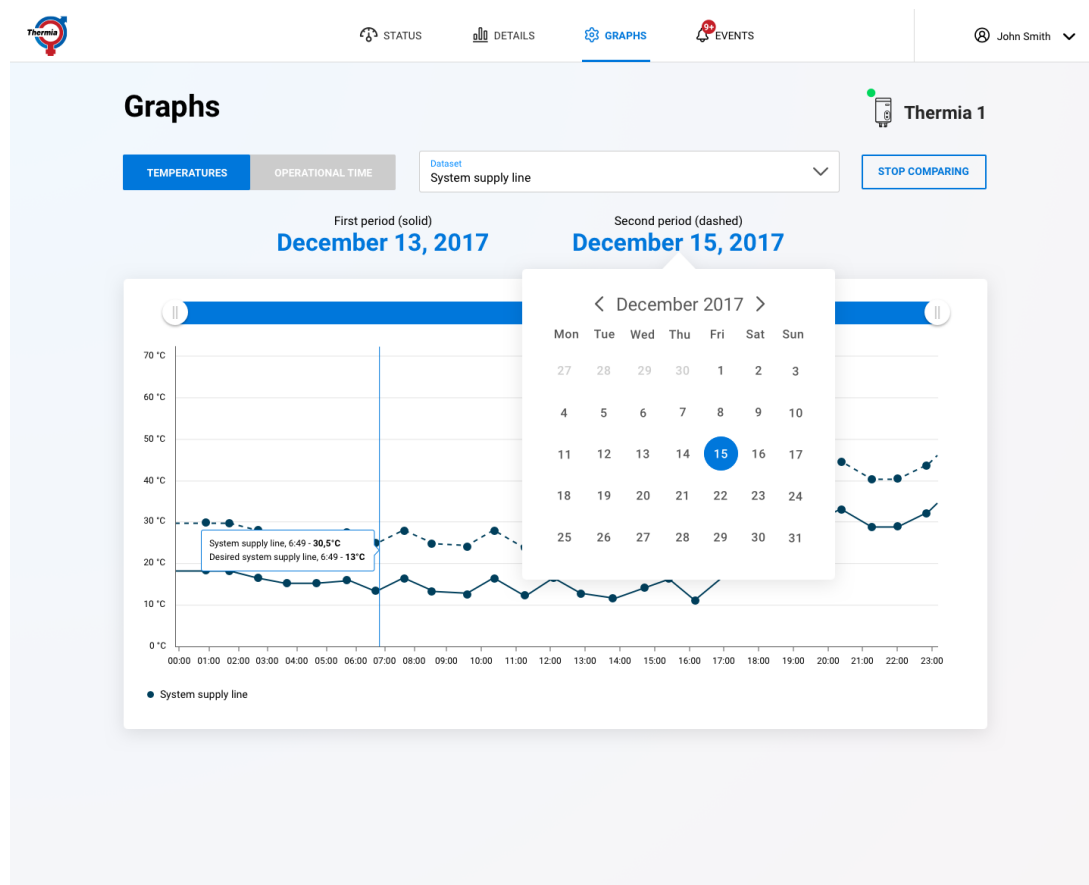 Thermia
STATUS
DETAILS
GRAPHS
9+
EVENTS
John Smith
Graphs
Thermia 1
TEMPERATURES
OPERATIONAL TIME
Dataset
System supply line
STOP COMPARING
First period (solid)
December 13, 2017
Second period (dashed)
December 15, 2017
December 2017
Mon Tue Wed Thu Fri Sat Sun
27 28 29 30 1 2 3
4 5 6 7 8 9 10
11 12 13 14 15 16 17
18 19 20 21 22 23 24
25 26 27 28 29 30 31
70 °C
60 °C
50 °C
40 °C
30 °C
20 °C
10 °C
0 °C
System supply line, 6:49 - 30,5°C
Desired system supply line, 6:49 - 13°C
00:00 01:00 02:00 03:00 04:00 05:00 06:00 07:00 08:00 09:00 10:00 11:00 12:00 13:00 14:00 15:00 16:00 17:00 18:00 19:00 20:00 21:00 22:00 23:00
System supply line